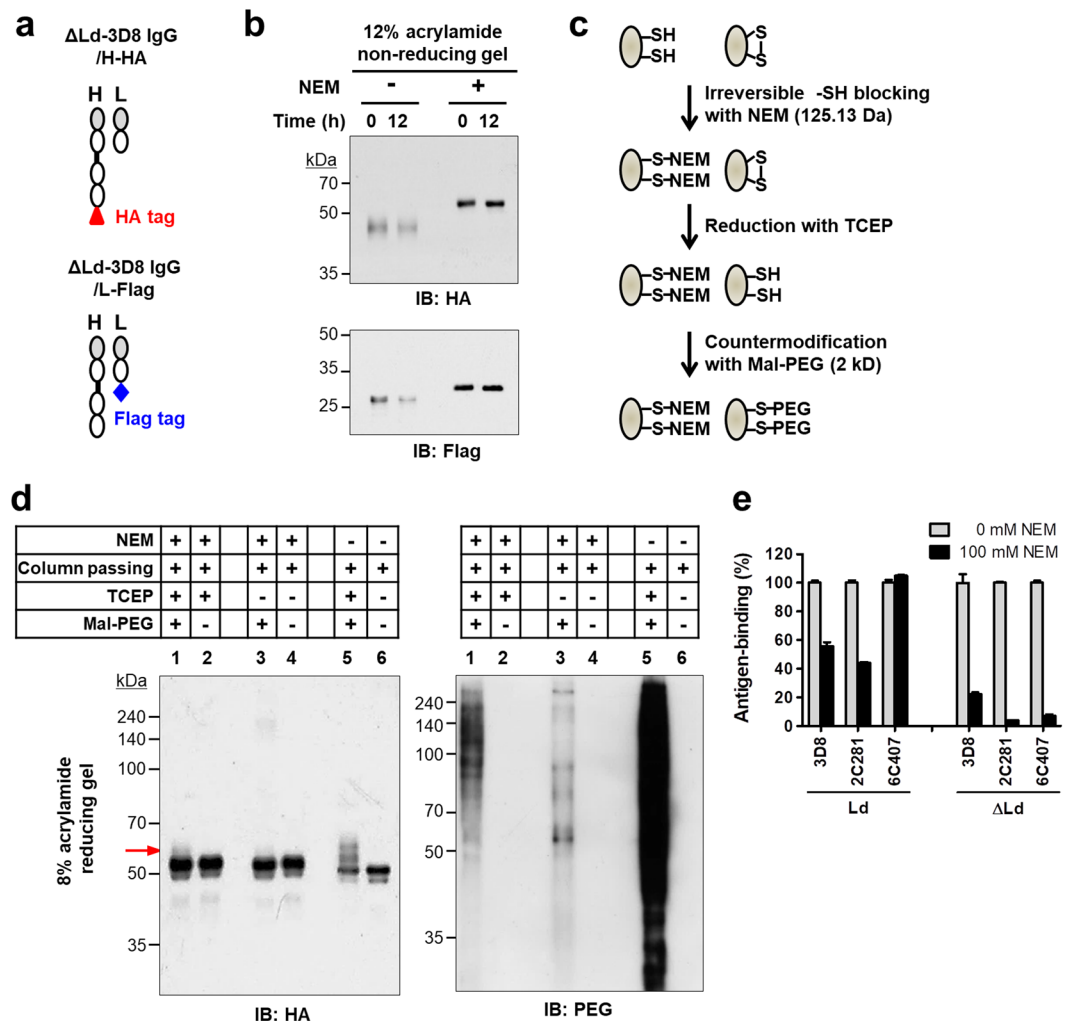 a
ΔLd-3D8 IgG
/H-HA
H L
HA tag
ΔLd-3D8 IgG
/L-Flag
H L
Flag tag
b
12% acrylamide
non-reducing gel
NEM - +
Time (h) 0 12 0 12
kDa
70
50
35
IB: HA
50
35
25
IB: Flag
c
SH
SH
S
S
Irreversible -SH blocking
with NEM (125.13 Da)
S-NEM
S-NEM
S
S
Reduction with TCEP
S-NEM
S-NEM
SH
SH
Countermodification
with Mal-PEG (2 kD)
S-NEM
S-NEM
S-PEG
S-PEG
d
NEM + + + + - -
Column passing + + + + + +
TCEP + + - - + -
Mal-PEG + - + - + -
1 2 3 4 5 6
kDa
240
140
100
70
50
35
8% acrylamide
reducing gel
IB: HA
+ + + + - -
+ + + + + +
+ + - - + -
+ - + - + -
1 2 3 4 5 6
240
140
100
70
50
35
IB: PEG
e
0 mM NEM
100 mM NEM
Antigen-binding (%)
120
100
80
60
40
20
0
3D8 2C281 6C407 3D8 2C281 6C407
Ld ΔLd